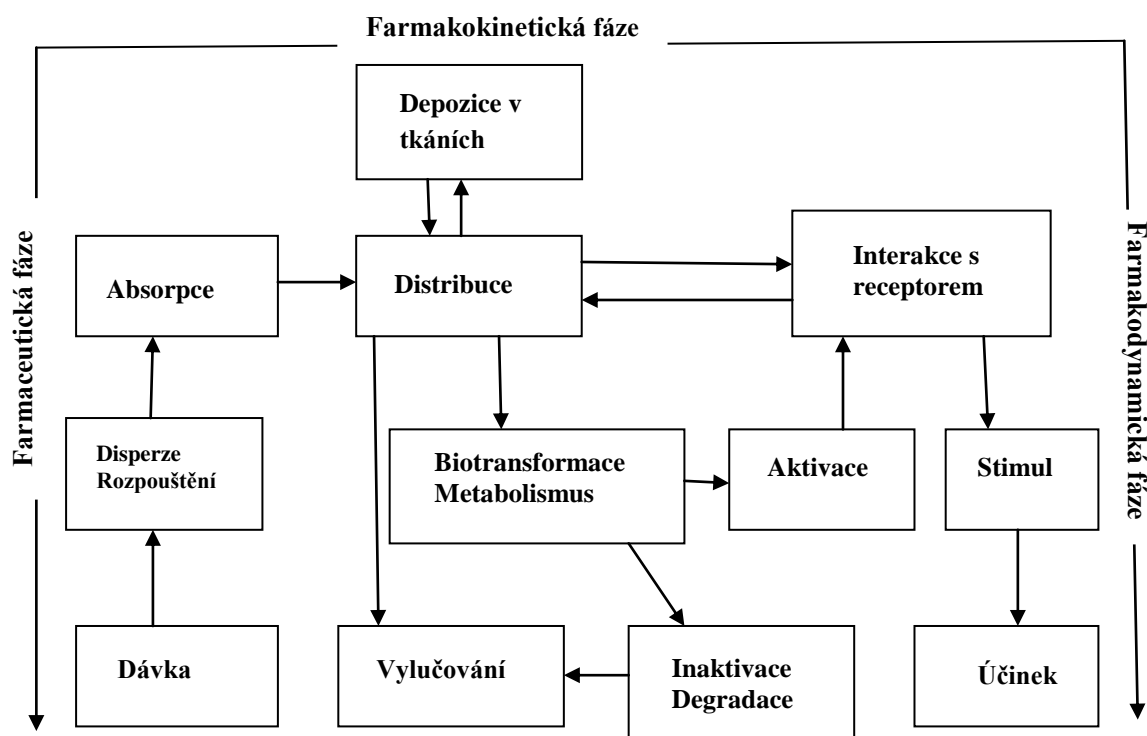 Farmakokinetická fáze
Depozice v
tkáních
Farmaceutická fáze
Absorpce
Distribuce
Interakce s
receptorem
Farmakodynamická fáze
Disperze
Rozpouštění
Biotransformace
Metabolismus
Aktivace
Stimul
Dávka
Vylučování
Inaktivace
Degradace
Účinek